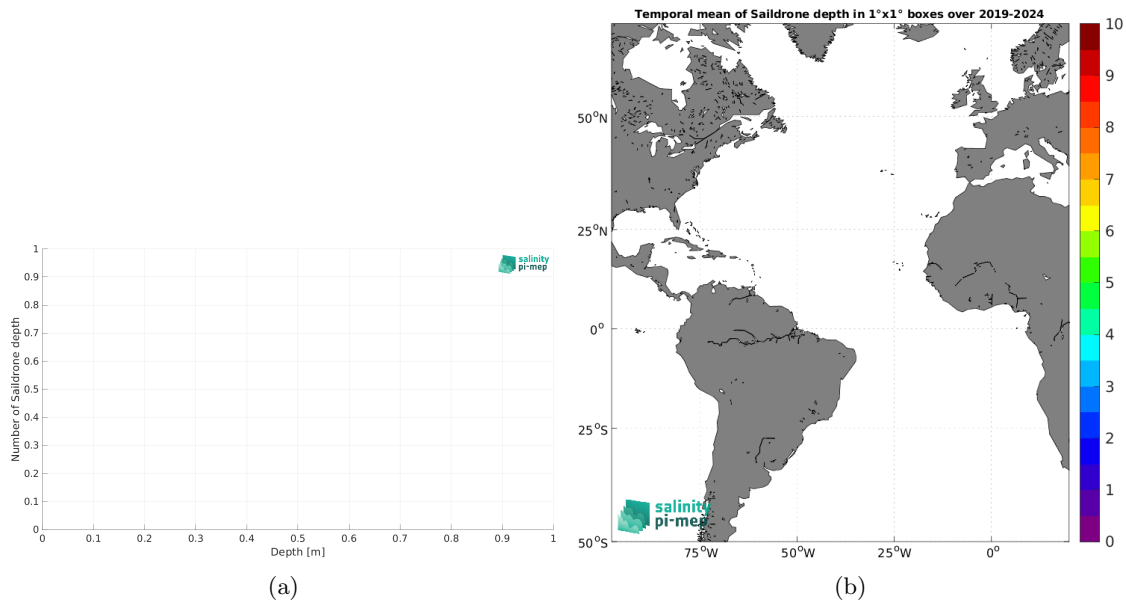 Temporal mean of Saildrone depth in 1°x1° boxes over 2019-2024
1
0.9
0.8
0.7
0.6
0.5
0.4
0.3
0.2
0.1
0
Number of Saildrone depth
salinity
pi-mep
0 0.1 0.2 0.3 0.4 0.5 0.6 0.7 0.8 0.9 1
Depth [m]
(a)
50°N
25°N
0°
25°S
50°S
salinity
pi-mep
75°W 50°W 25°W 0°
10
9
8
7
6
5
4
3
2
1
0
(b)